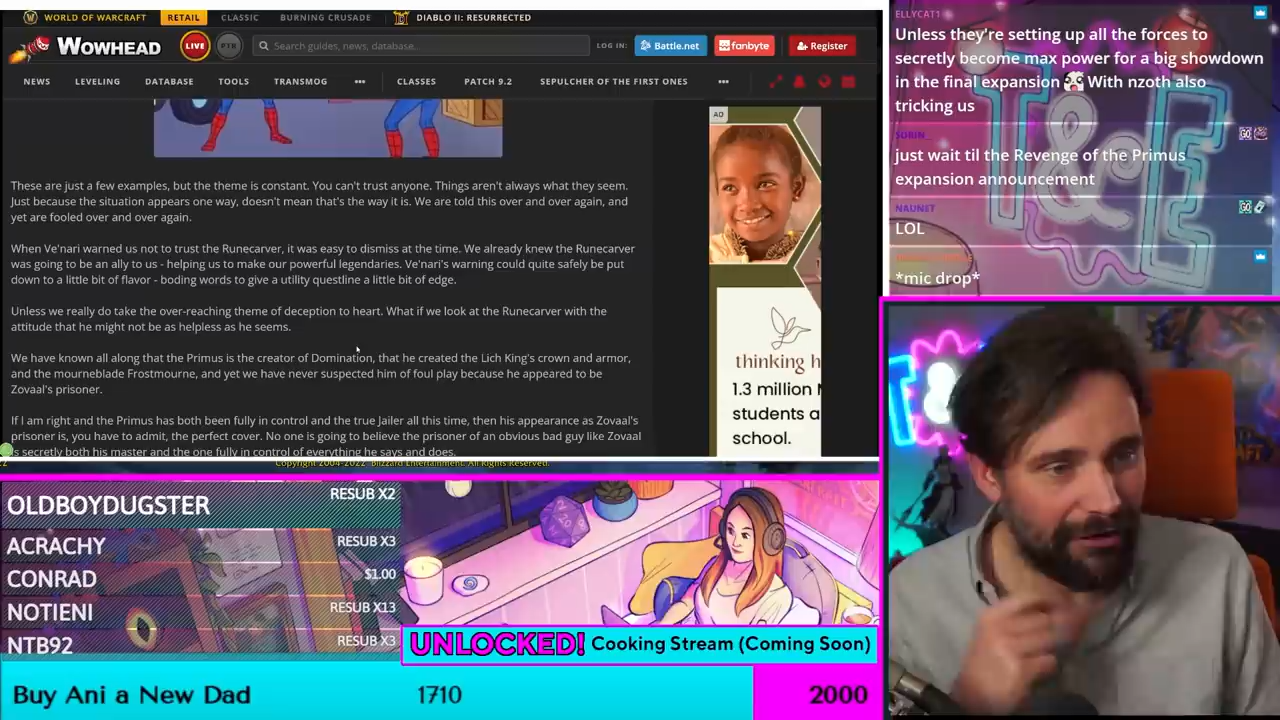 WORLD OF WARCRAFT RETAIL CLASSIC BURNING CRUSADE DIABLO II: RESURRECTED
WOWHEAD LIVE PTR Search guides, news, database... LOG IN: Battle.net fanbyte Register
NEWS LEVELING DATABASE TOOLS TRANSMOG ••• CLASSES PATCH 9.2 SEPULCHER OF THE FIRST ONES •••
These are just a few examples, but the theme is constant. You can't trust anyone. Things aren't always what they seem.
Just because the situation appears one way, doesn't mean that's the way it is. We are told this over and over again, and
yet are fooled over and over again.
When Ve'nari warned us not to trust the Runecarver, it was easy to dismiss at the time. We already knew the Runecarver
was going to be an ally to us - helping us to make our powerful legendaries. Ve'nari's warning could quite safely be put
down to a little bit of flavor - boding words to give a utility questline a little bit of edge.
Unless we really do take the over-reaching theme of deception to heart. What if we look at the Runecarver with the
attitude that he might not be as helpless as he seems.
We have known all along that the Primus is the creator of Domination, that he created the Lich King's crown and armor,
and the mourneblade Frostmourne, and yet we have never suspected him of foul play because he appeared to be
Zovaal's prisoner.
If I am right and the Primus has both been fully in control and the true Jailer all this time, then his appearance as Zovaal's
prisoner is, you have to admit, the perfect cover. No one is going to believe the prisoner of an obvious bad guy like Zovaal
is secretly both his master and the one fully in control of everything he says and does.
Copyright 2004-2022 Blizzard Entertainment. All Rights Reserved.
AD
thinking h
1.3 million
students a
school.
ELLYCAT1
Unless they're setting up all the forces to
secretly become max power for a big showdown
in the final expansion With nzoth also
tricking us
SORIN_
just wait til the Revenge of the Primus
expansion announcement
NAUNET
LOL
*mic drop*
T&E
OLDBOYDUGSTER RESUB X2
ACRACHY RESUB X3
CONRAD $1.00
NOTIENI RESUB X13
NTB92 RESUB X3
UNLOCKED! Cooking Stream (Coming Soon)
Buy Ani a New Dad 1710 2000